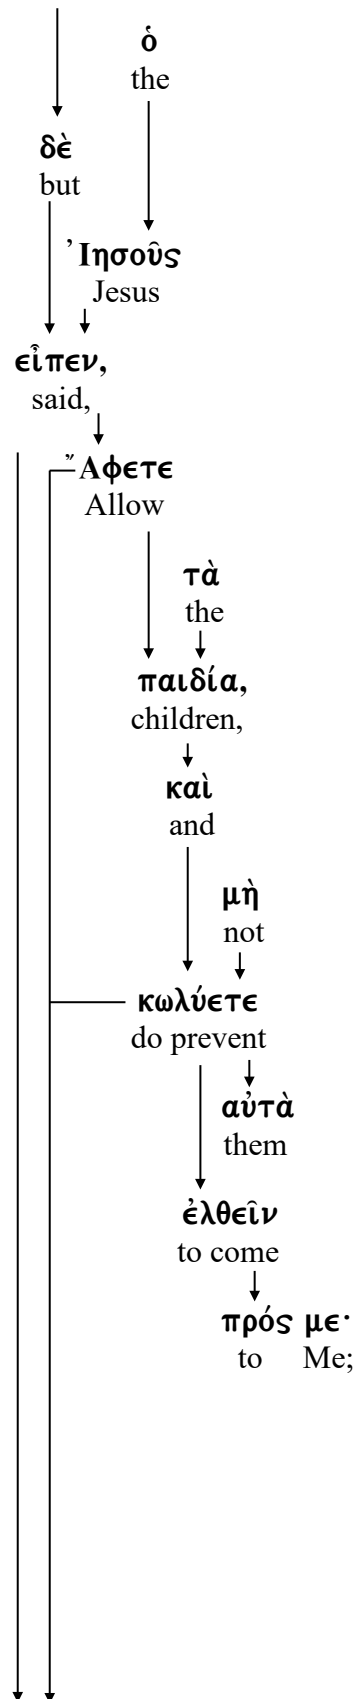 ὁ
the
δὲ
but
Ἰησοῦς
Jesus
εἶπεν,
said,
Ἄφετε
Allow
τὰ
the
παιδία,
children,
καὶ
and
μὴ
not
κωλύετε
do prevent
αὐτὰ
them
ἐλθεῖν
to come
πρός με·
to Me;